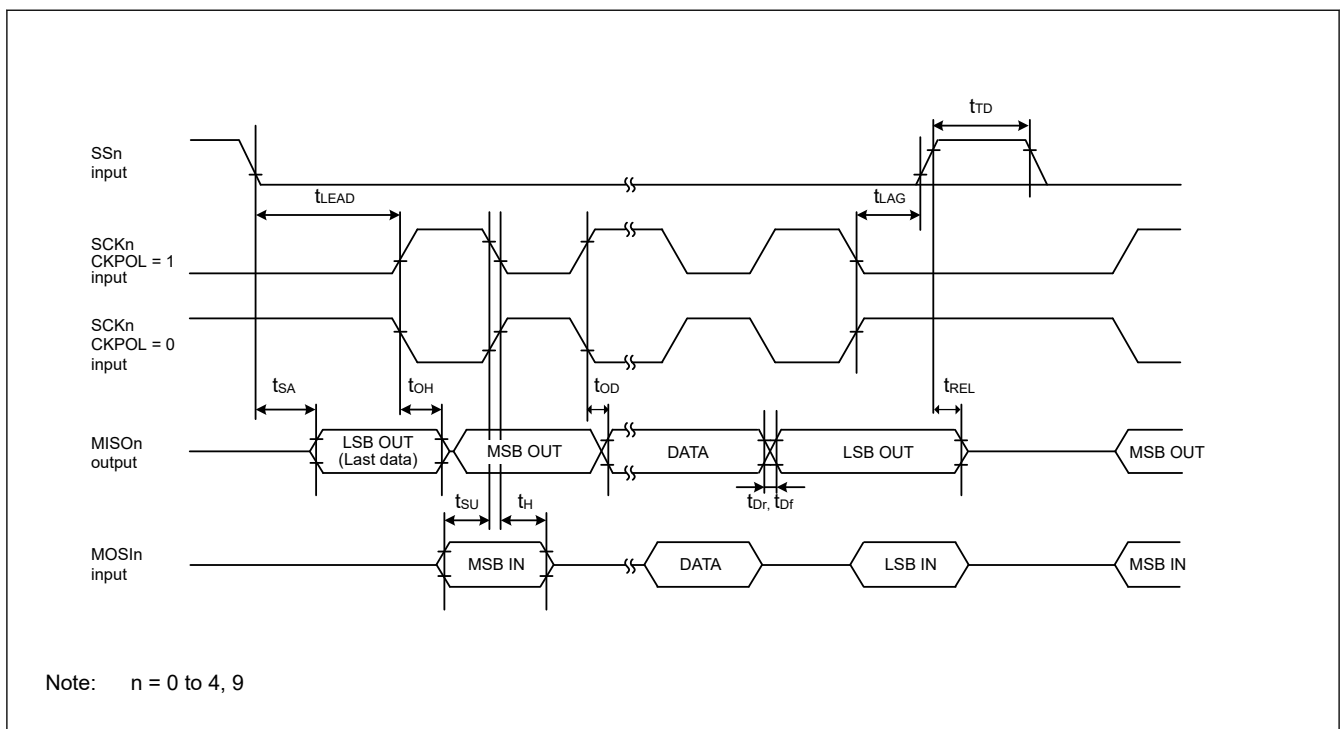 tTD
SSn
input
tLEAD
tLAG
SCKn
CKPOL = 1
input
SCKn
CKPOL = 0
input
tSA
tOH
tOD
tREL
MISOn
output
LSB OUT
(Last data)
MSB OUT
DATA
LSB OUT
MSB OUT
tSU
tH
tDr, tDf
MOSIn
input
MSB IN
DATA
LSB IN
MSB IN
Note: n = 0 to 4, 9